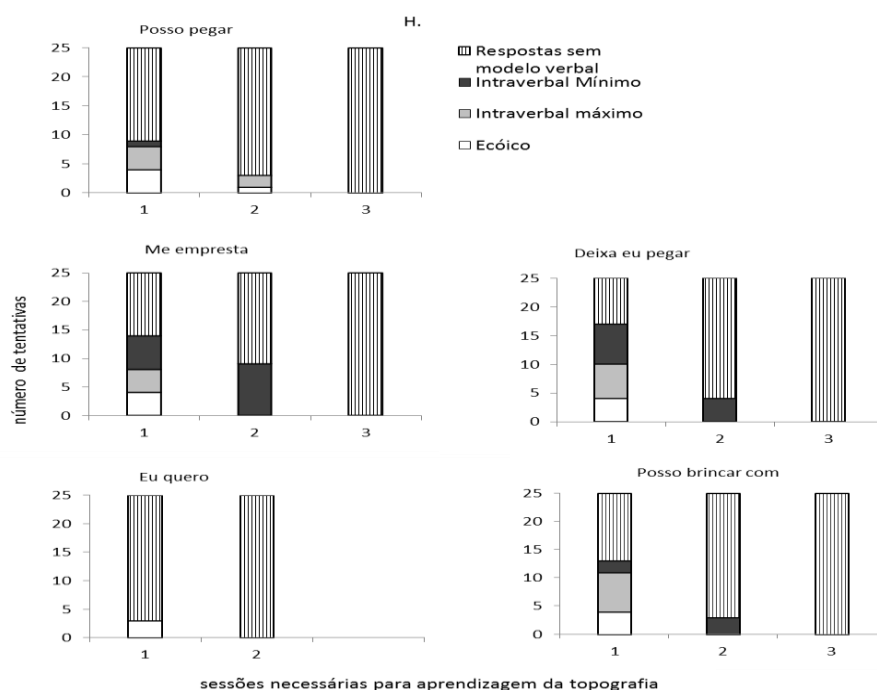 H.
Posso pegar
25
20
15
10
5
0
1 2 3
Respostas sem
modelo verbal
Intraverbal Mínimo
Intraverbal máximo
Ecóico
Me empresta
25
20
15
10
5
0
1 2 3
Deixa eu pegar
25
20
15
10
5
0
1 2 3
número de tentativas
Eu quero
25
20
15
10
5
0
1 2
Posso brincar com
25
20
15
10
5
0
1 2 3
sessões necessárias para aprendizagem da topografia